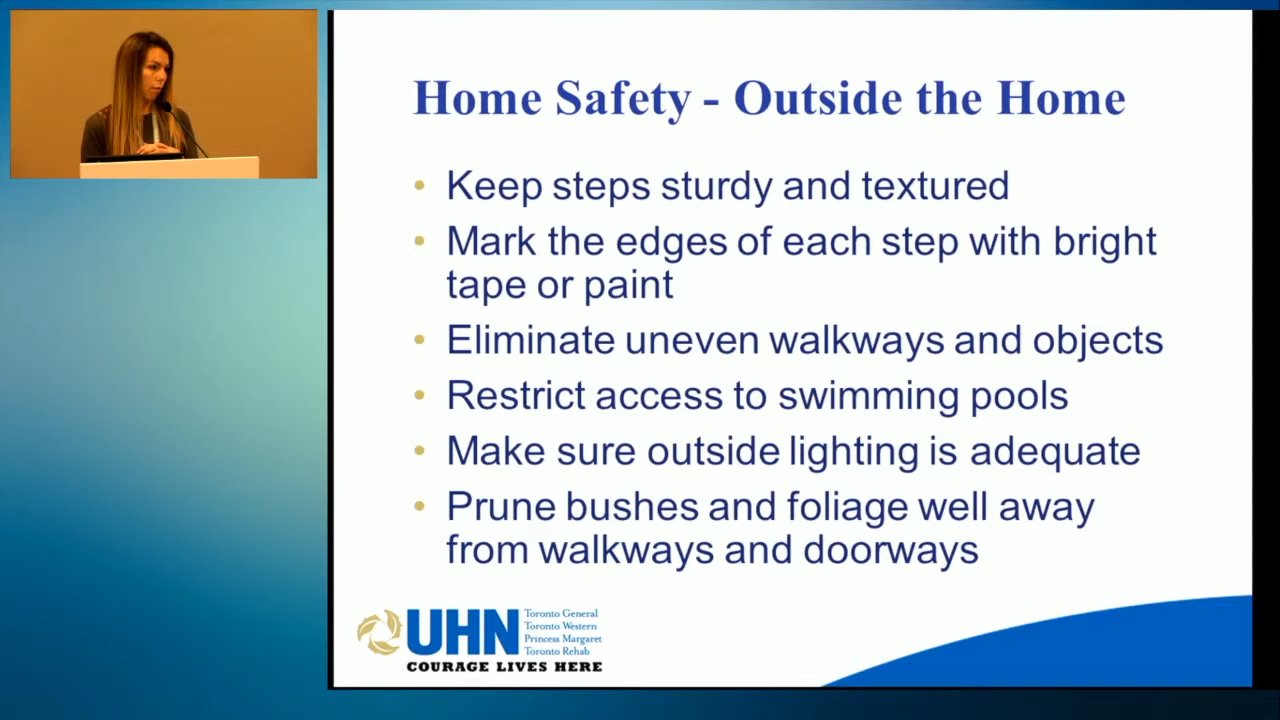 Home Safety - Outside the Home
• Keep steps sturdy and textured
• Mark the edges of each step with bright
tape or paint
• Eliminate uneven walkways and objects
• Restrict access to swimming pools
• Make sure outside lighting is adequate
• Prune bushes and foliage well away
from walkways and doorways
UHN
Toronto General
Toronto Western
Princess Margaret
Toronto Rehab
COURAGE LIVES HERE